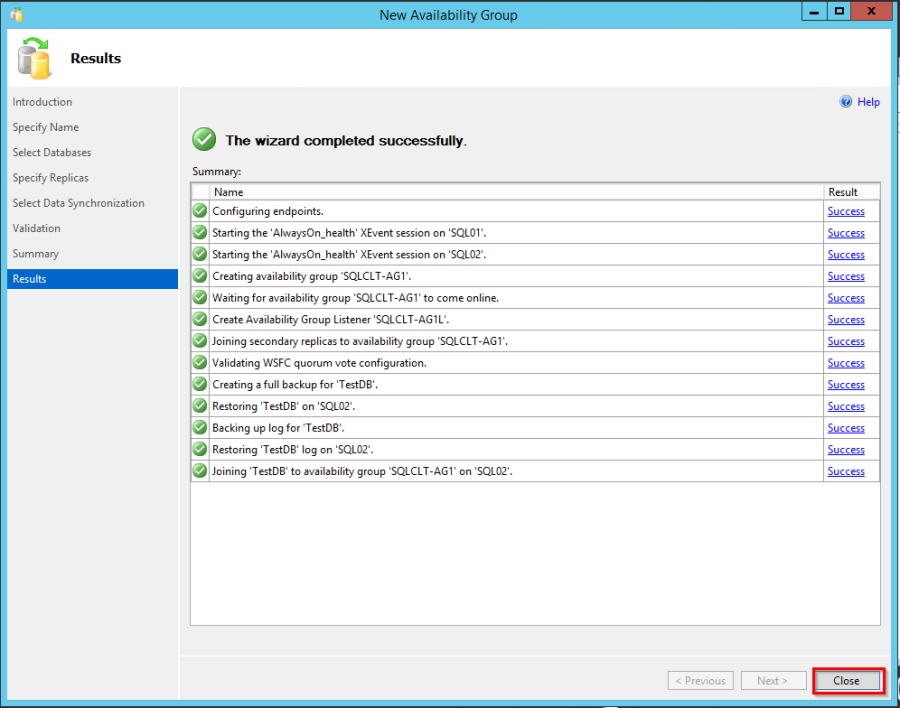 New Availability Group
Results
Introduction
Specify Name
Select Databases
Specify Replicas
Select Data Synchronization
Validation
Summary
Results
Help
The wizard completed successfully.
Summary:
Name Result
Configuring endpoints. Success
Starting the 'AlwaysOn_health' XEvent session on 'SQL01'. Success
Starting the 'AlwaysOn_health' XEvent session on 'SQL02'. Success
Creating availability group 'SQLCLT-AG1'. Success
Waiting for availability group 'SQLCLT-AG1' to come online. Success
Create Availability Group Listener 'SQLCLT-AG1L'. Success
Joining secondary replicas to availability group 'SQLCLT-AG1'. Success
Validating WSFC quorum vote configuration. Success
Creating a full backup for 'TestDB'. Success
Restoring 'TestDB' on 'SQL02'. Success
Backing up log for 'TestDB'. Success
Restoring 'TestDB' log on 'SQL02'. Success
Joining 'TestDB' to availability group 'SQLCLT-AG1' on 'SQL02'. Success
< Previous Next > Close